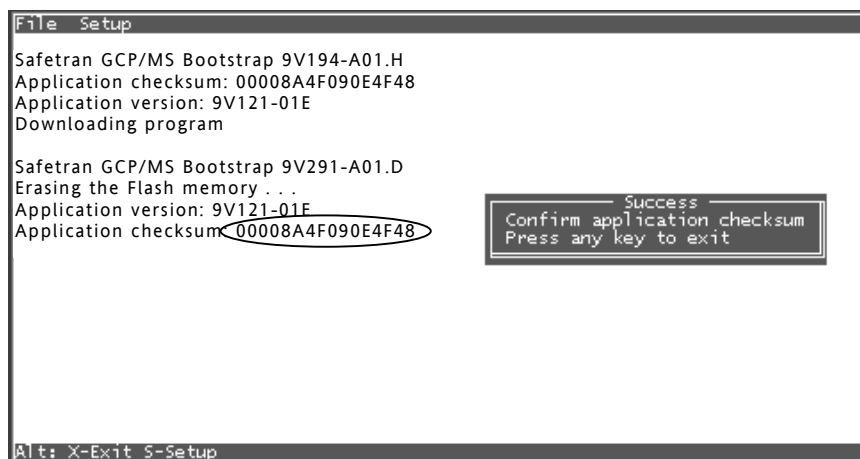 File Setup
Safetran GCP/MS Bootstrap 9V194-A01.H
Application checksum: 00008A4F090E4F48
Application version: 9V121-01E
Downloading program
Safetran GCP/MS Bootstrap 9V291-A01.D
Erasing the Flash memory . . .
Application version: 9V121-01E
Application checksum: 00008A4F090E4F48
Success
Confirm application checksum
Press any key to exit
Alt: X-Exit S-Setup